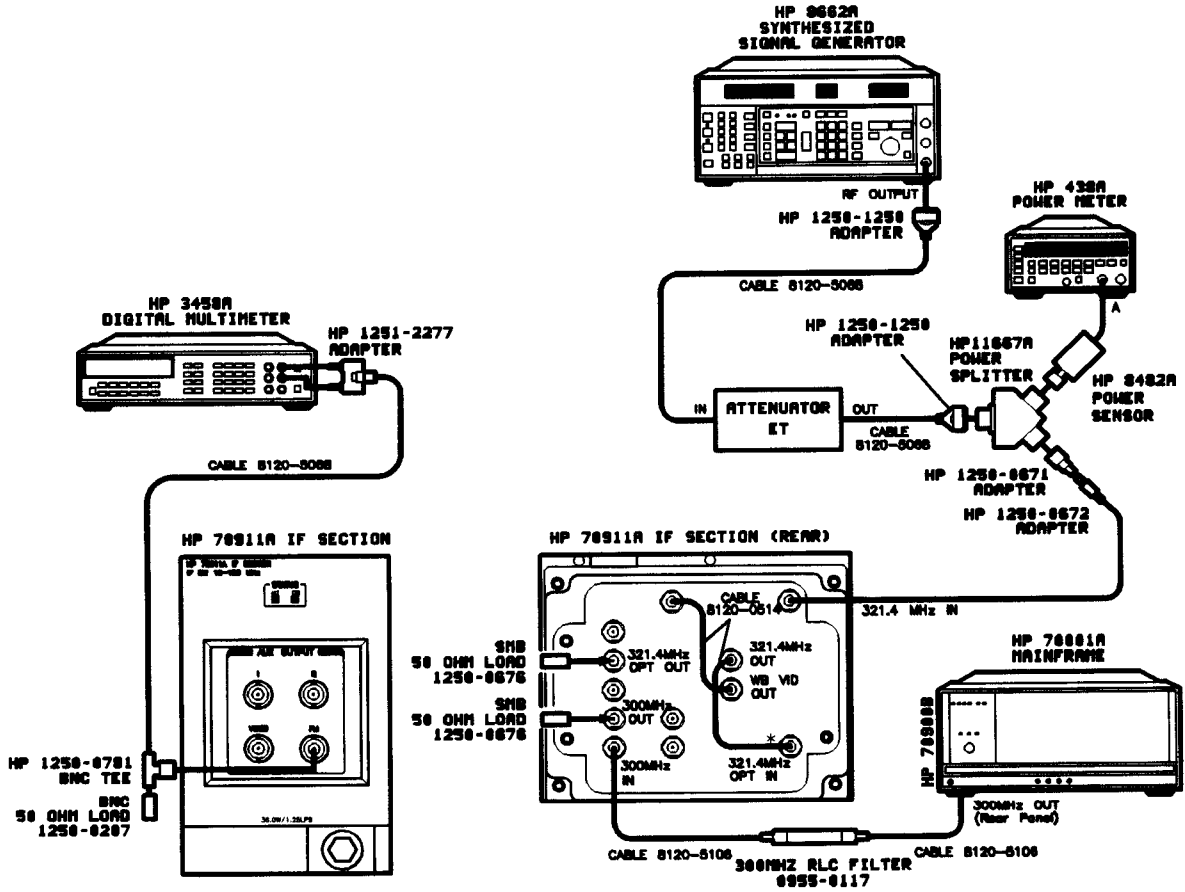 HP 8662A
SYNTHESIZED
SIGNAL GENERATOR
RF OUTPUT
HP 1250-1250
ADAPTER
HP 438A
POWER METER
A
CABLE 8120-5068
HP 3458A
DIGITAL MULTIMETER
HP 1251-2277
ADAPTER
HP 1250-1250
ADAPTER
HP11667A
POWER
SPLITTER
HP 8482A
POWER
SENSOR
IN
ATTENUATOR
ET
OUT
CABLE
8120-5068
CABLE 8120-5068
HP 1250-0671
ADAPTER
HP 1250-0672
ADAPTER
HP 70911A IF SECTION
HP 70911A IF SECTION (REAR)
CABLE
8120-0514
321.4 MHz IN
SMB
50 OHM LOAD
1250-0676
321.4MHz
OPT OUT
321.4MHz
OUT
WB VID
OUT
SMB
50 OHM LOAD
1250-0676
300MHz
OUT
300MHz
IN
*
321.4MHz
OPT IN
HP 70001A
MAINFRAME
HP 70900B
300MHz OUT
(Rear Panel)
AUX OUTPUT
I
VIDEO
FM
HP 1250-0781
BNC TEE
BNC
50 OHM LOAD
1250-0207
CABLE 8120-5106
300MHZ RLC FILTER
0955-0117
CABLE 8120-5106